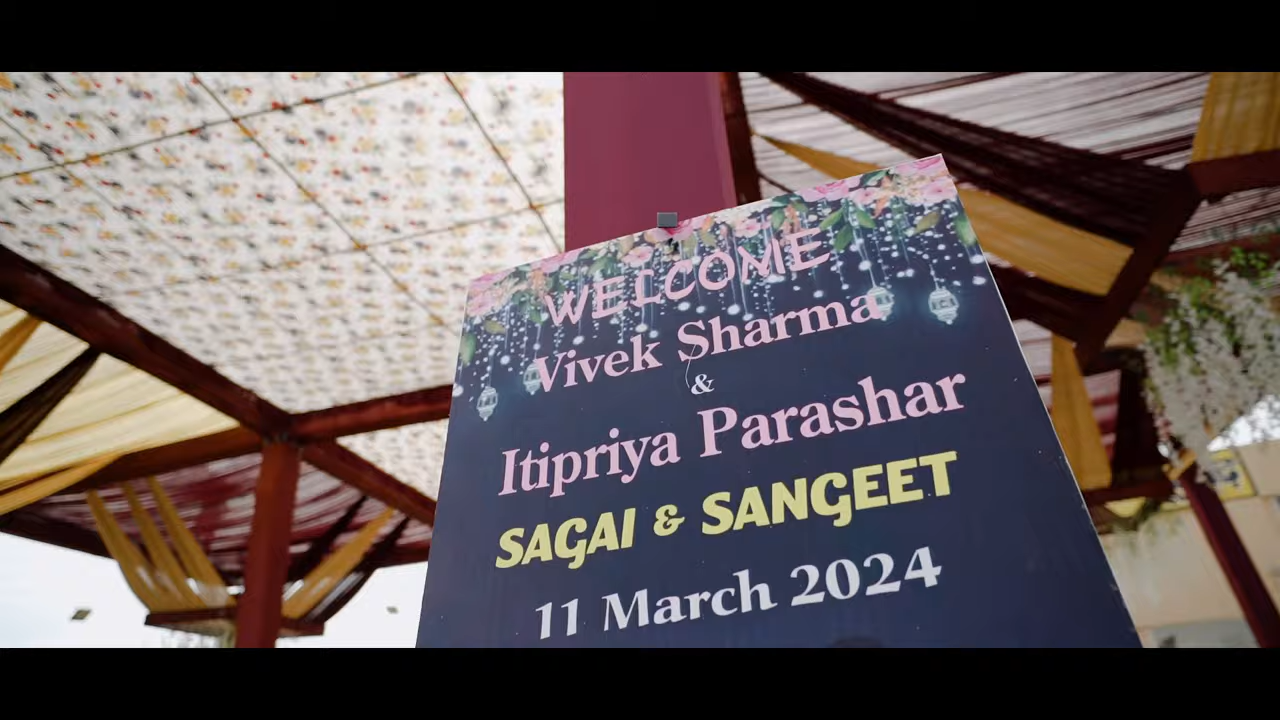 WELCOME
Vivek Sharma
&
Itipriya Parashar
SAGAI & SANGEET
11 March 2024